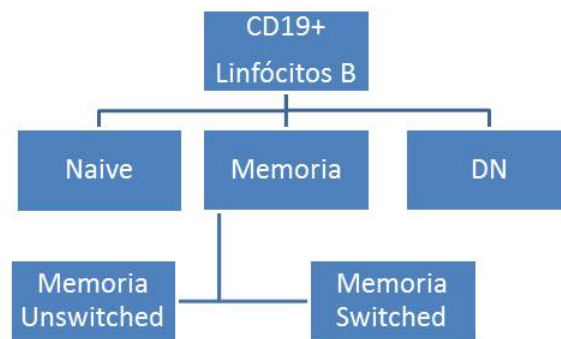 CD19+
Linfócitos B
Naive
Memoria
DN
Memoria
Unswitched
Memoria
Switched